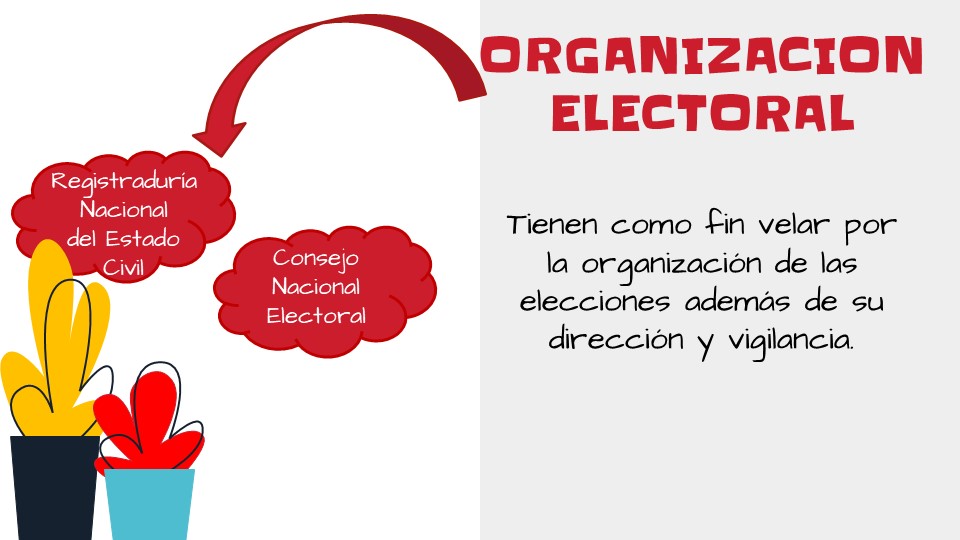 ORGANIZACION
ELECTORAL
Registraduría
Nacional
del Estado
Civil
Consejo
Nacional
Electoral
Tienen como fin velar por
la organización de las
elecciones además de su
dirección y vigilancia.